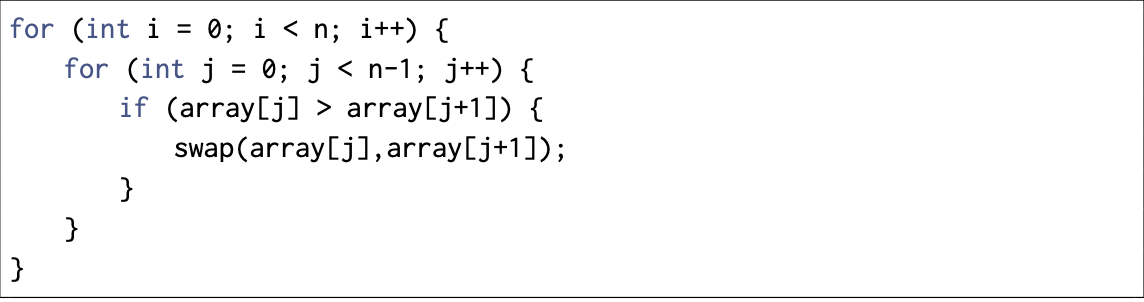 for (int i = 0; i < n; i++) {
    for (int j = 0; j < n-1; j++) {
        if (array[j] > array[j+1]) {
            swap(array[j],array[j+1]);
        }
    }
}